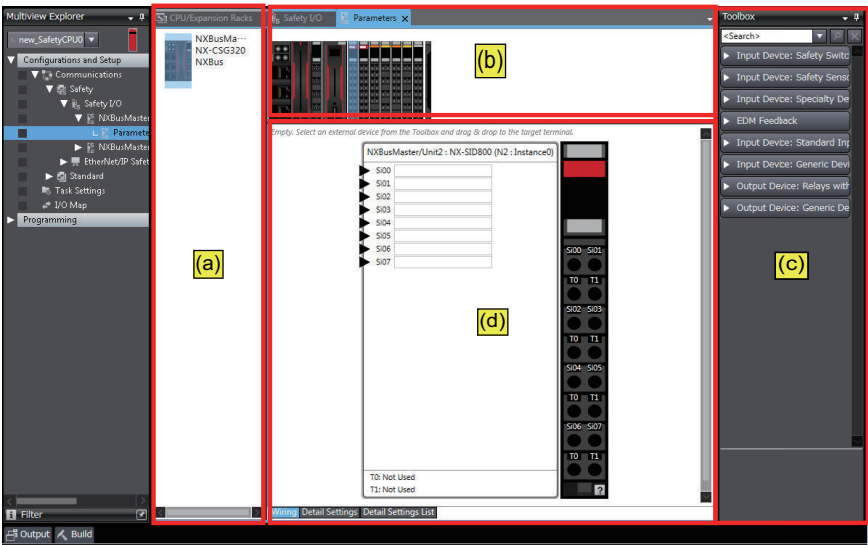 Multiview Explorer
new_SafetyCPU0
Configurations and Setup
Communications
Safety
Safety I/O
NXBusMaster
Paramete
NXBusMaster
EtherNet/IP Safet
Standard
Task Settings
I/O Map
Programming
Filter
Output
Build
CPU/Expansion Racks
NXBusMa...
NX-CSG320
NXBus
(a)
Safety I/O
Parameters
(b)
Empty. Select an external device from the Toolbox and drag & drop to the target terminal.
NXBusMaster/Unit2 : NX-SID800 (N2 : Instance0)
Si00
Si01
Si02
Si03
Si04
Si05
Si06
Si07
(d)
T0: Not Used
T1: Not Used
Si00 Si01
T0 T1
Si02 Si03
T0 T1
Si04 Si05
T0 T1
Si06 Si07
T0 T1
?
Wiring
Detail Settings
Detail Settings List
Toolbox
<Search>
Input Device: Safety Switc
Input Device: Safety Senso
Input Device: Specialty De
EDM Feedback
Input Device: Standard Inp
Input Device: Generic Devi
Output Device: Relays with
Output Device: Generic De
(c)